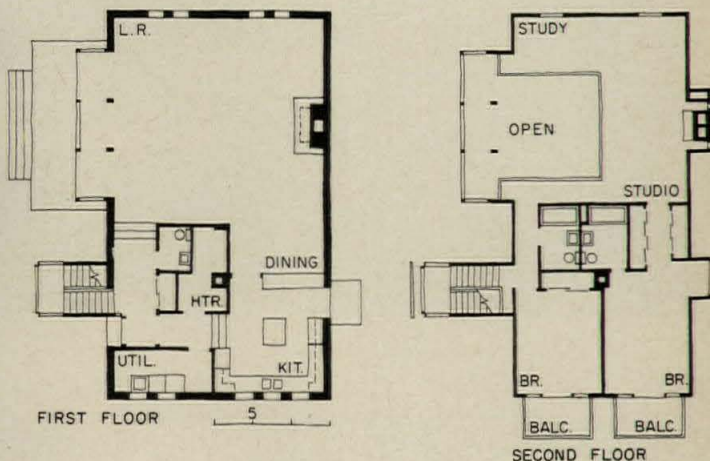 L.R.
DINING
HTR.
UTIL.
KIT.
FIRST FLOOR
5
STUDY
OPEN
STUDIO
BR.
BR.
BALC.
BALC.
SECOND FLOOR